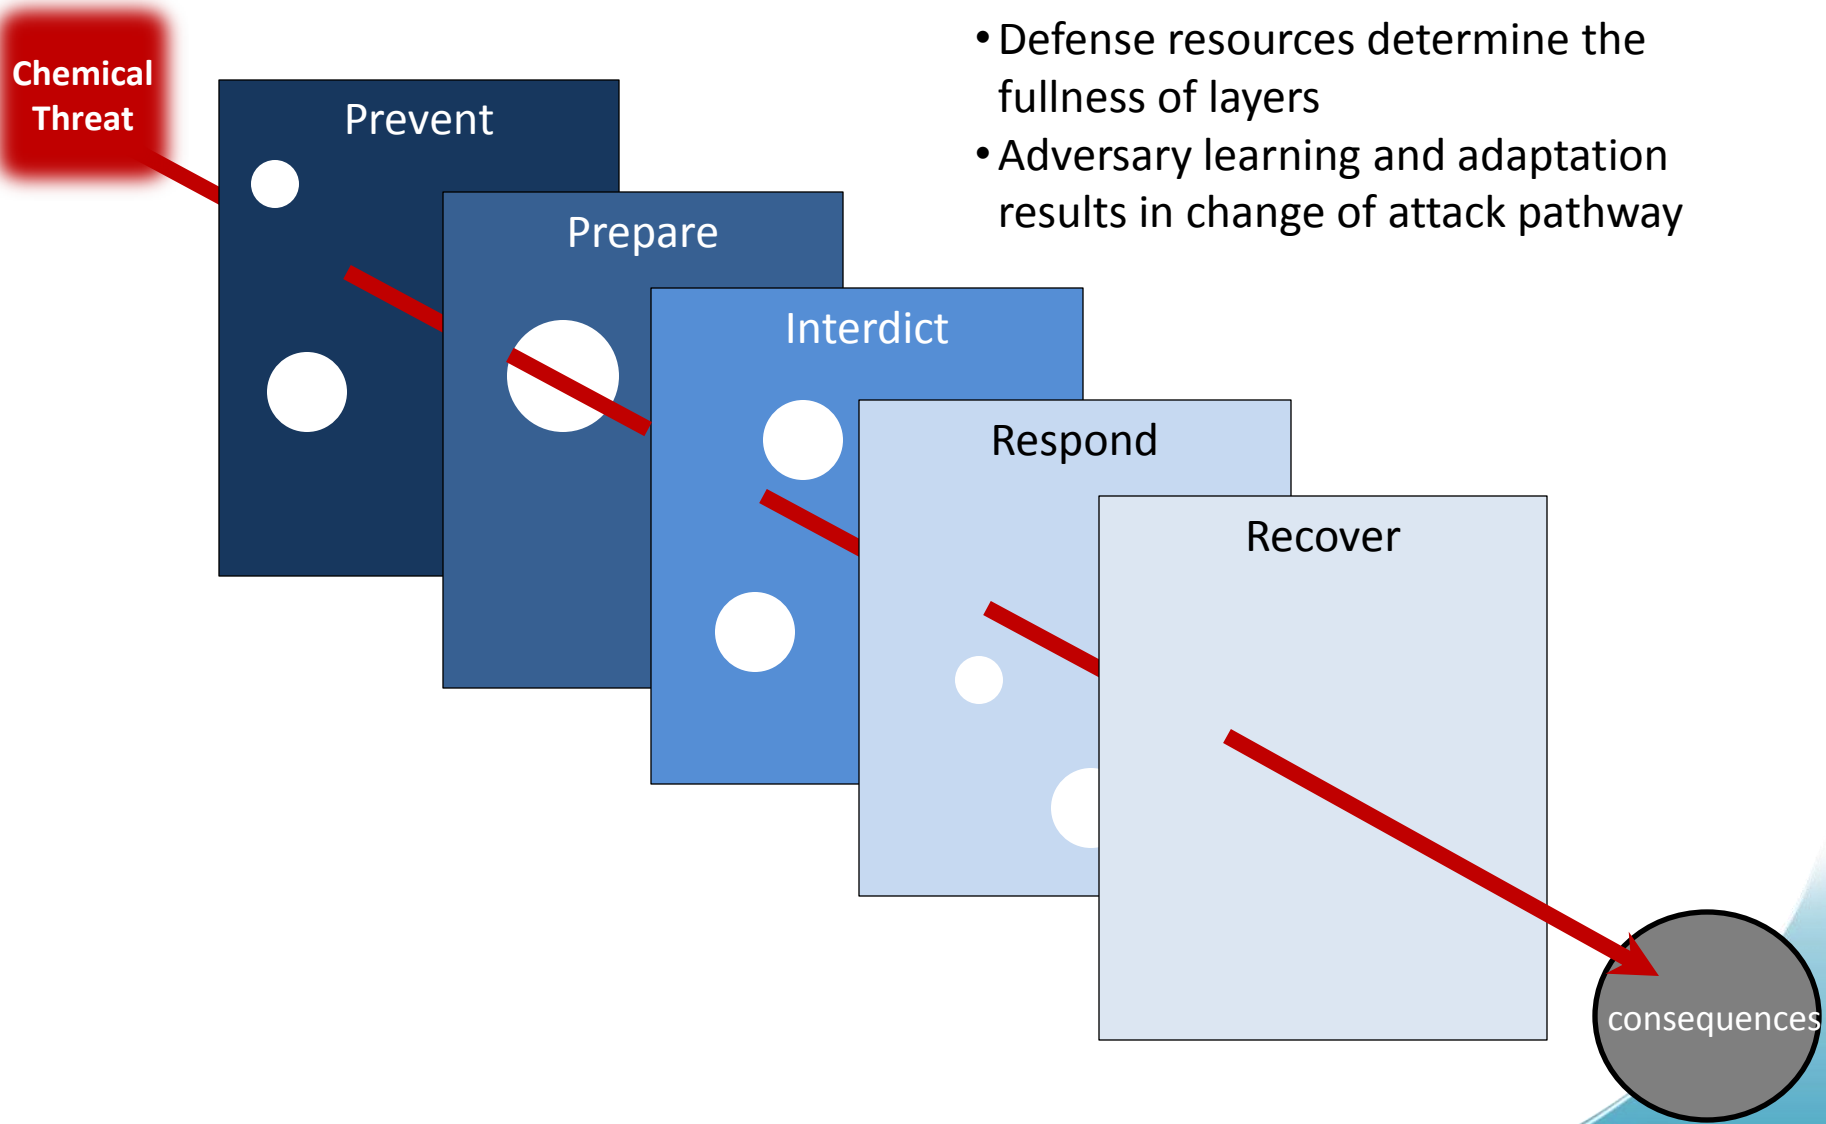 Chemical
Threat
Prevent
Prepare
Interdict
Respond
Recover
consequences
• Defense resources determine the
fullness of layers
• Adversary learning and adaptation
results in change of attack pathway